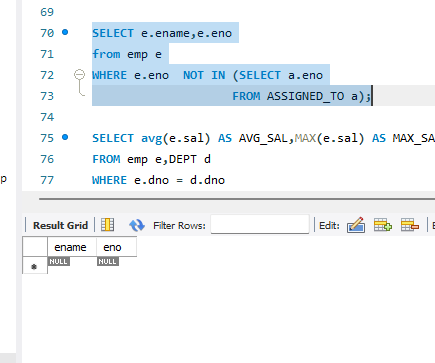 69
70 SELECT e.ename,e.eno
71 from emp e
72 WHERE e.eno NOT IN (SELECT a.eno
73 FROM ASSIGNED_TO a);
74
75 SELECT avg(e.sal) AS AVG_SAL,MAX(e.sal) AS MAX_SA
76 FROM emp e,DEPT d
p
77 WHERE e.dno = d.dno
Result Grid Filter Rows: Edit:
ename eno
NULL NULL